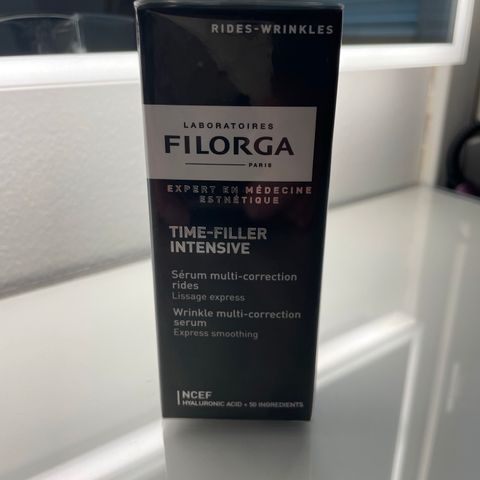 RIDES-WRINKLES
LABORATOIRES
FILORGA
PARIS
EXPERT EN MÉDECINE
ESTHÉTIQUE
TIME-FILLER
INTENSIVE
Sérum multi-correction
rides
Lissage express
Wrinkle multi-correction
serum
Express smoothing
NCEF
HYALURONIC ACID + 50 INGREDIENTS